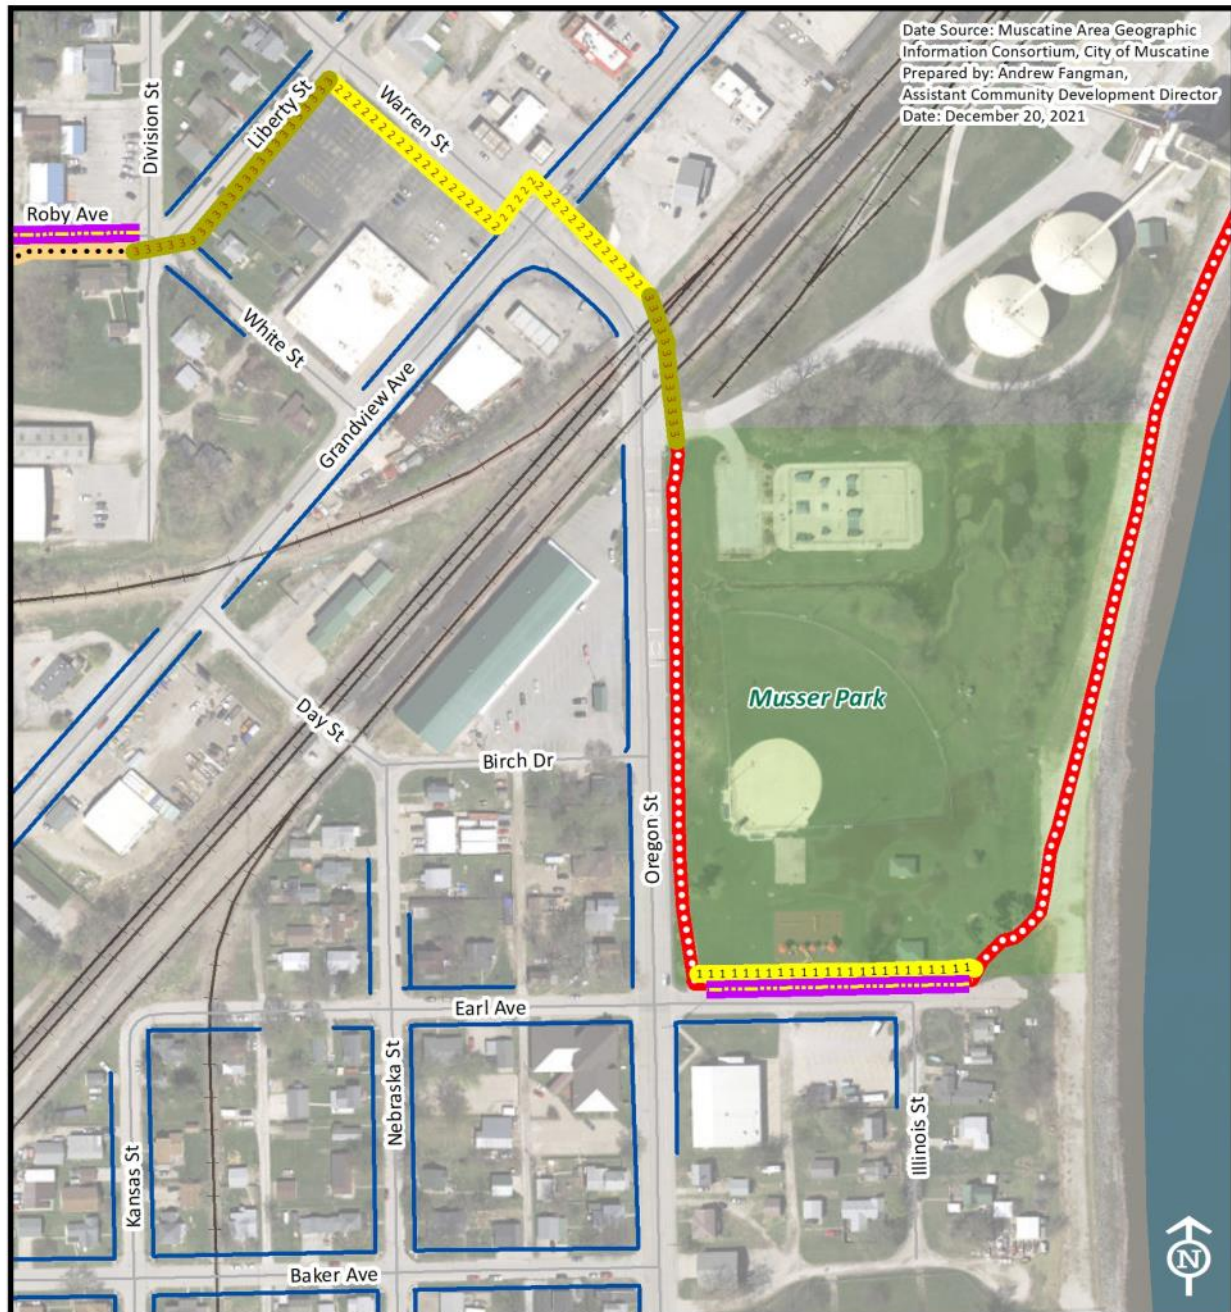 Date Source: Muscatine Area Geographic
Information Consortium, City of Muscatine
Prepared by: Andrew Fangman,
Assistant Community Development Director
Date: December 20, 2021
Division St
Liberty St
Warren St
Roby Ave
White St
Grandview Ave
Musser Park
Day St
Birch Dr
Oregon St
Earl Ave
Nebraska St
Kansas St
Illinois St
Baker Ave
N